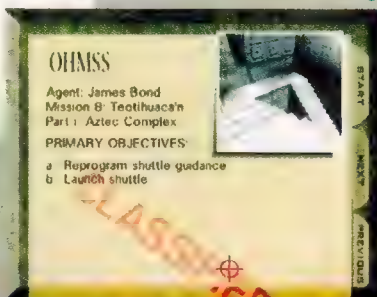 OHMSS
Agent: James Bond
Mission 8: Teotihuaca'n
Part i: Aztec Complex
PRIMARY OBJECTIVES:
a Reprogram shuttle guidance
b Launch shuttle
START
NEXT
PREVIOUS